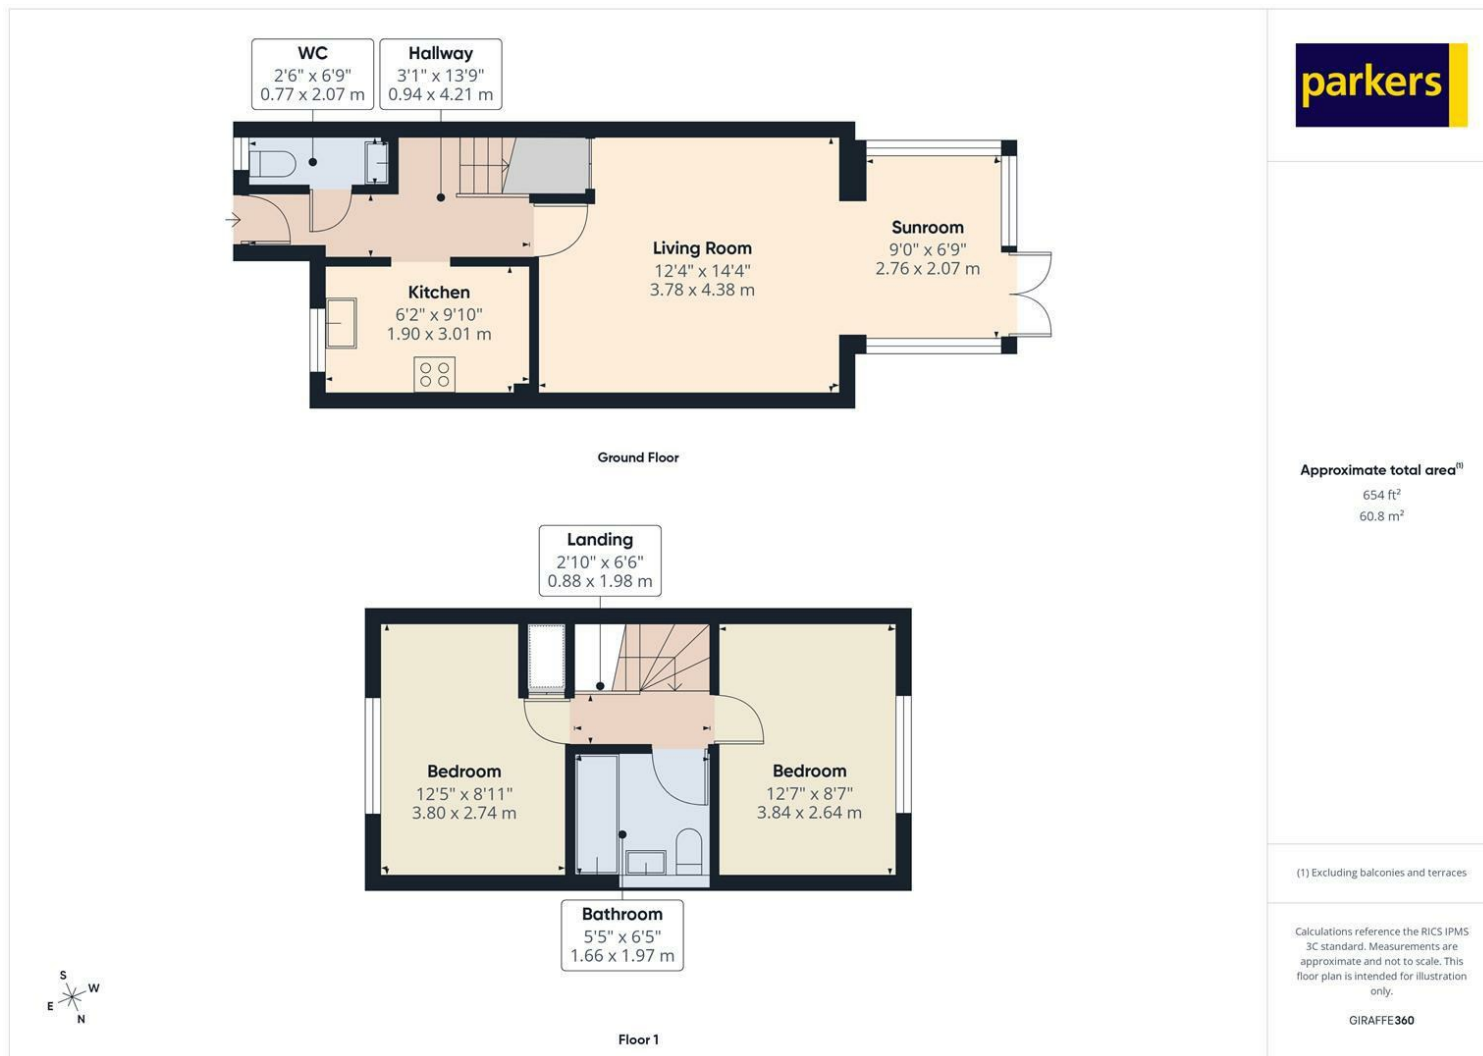 WC
2'6" x 6'9"
0.77 x 2.07 m
Hallway
3'1" x 13'9"
0.94 x 4.21 m
Living Room
12'4" x 14'4"
3.78 x 4.38 m
Sunroom
9'0" x 6'9"
2.76 x 2.07 m
Kitchen
6'2" x 9'10"
1.90 x 3.01 m
Ground Floor
Landing
2'10" x 6'6"
0.88 x 1.98 m
Bedroom
12'5" x 8'11"
3.80 x 2.74 m
Bedroom
12'7" x 8'7"
3.84 x 2.64 m
Bathroom
5'5" x 6'5"
1.66 x 1.97 m
S
W
E
N
Floor 1
parkers
Approximate total area⁽¹⁾
654 ft²
60.8 m²
(1) Excluding balconies and terraces
Calculations reference the RICS IPMS
3C standard. Measurements are
approximate and not to scale. This
floor plan is intended for illustration
only.
GIRAFFE360